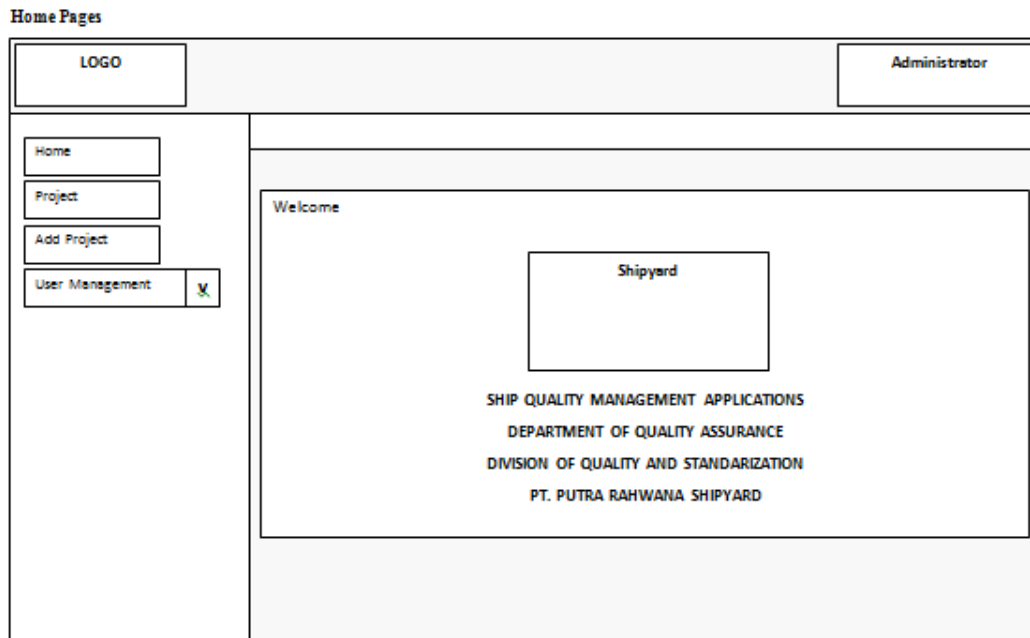 Home Pages
LOGO
Administrator
Home
Project
Add Project
User Management
v
Welcome
Shipyard
SHIP QUALITY MANAGEMENT APPLICATIONS
DEPARTMENT OF QUALITY ASSURANCE
DIVISION OF QUALITY AND STANDARIZATION
PT. PUTRA RAHWANA SHIPYARD